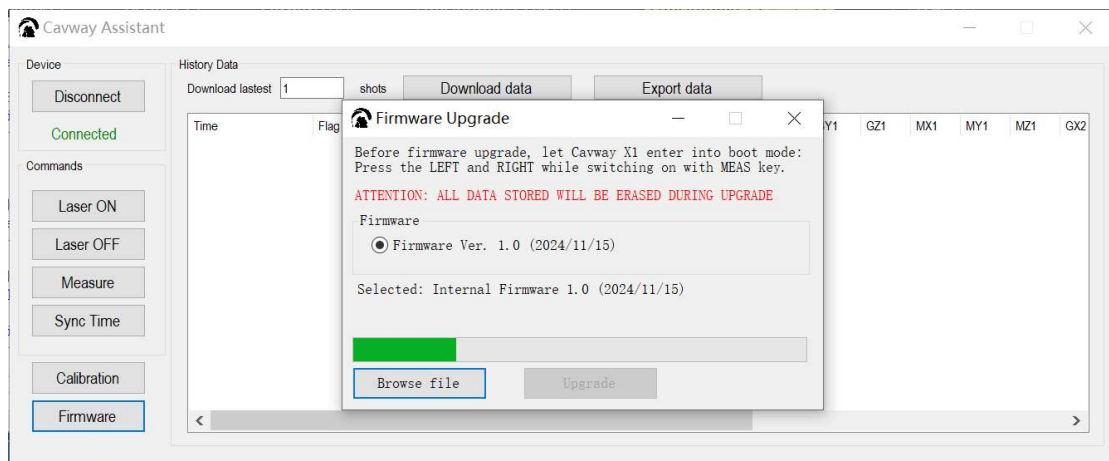 Cavway Assistant
Device
Disconnect
Connected
Commands
Laser ON
Laser OFF
Measure
Sync Time
Calibration
Firmware
History Data
Download lastest 1 shots Download data Export data
Time Flag Y1 GZ1 MX1 MY1 MZ1 GX2
Firmware Upgrade
Before firmware upgrade, let Cavway X1 enter into boot mode:
Press the LEFT and RIGHT while switching on with MEAS key.
ATTENTION: ALL DATA STORED WILL BE ERASED DURING UPGRADE
Firmware
Firmware Ver. 1.0 (2024/11/15)
Selected: Internal Firmware 1.0 (2024/11/15)
Browse file Upgrade